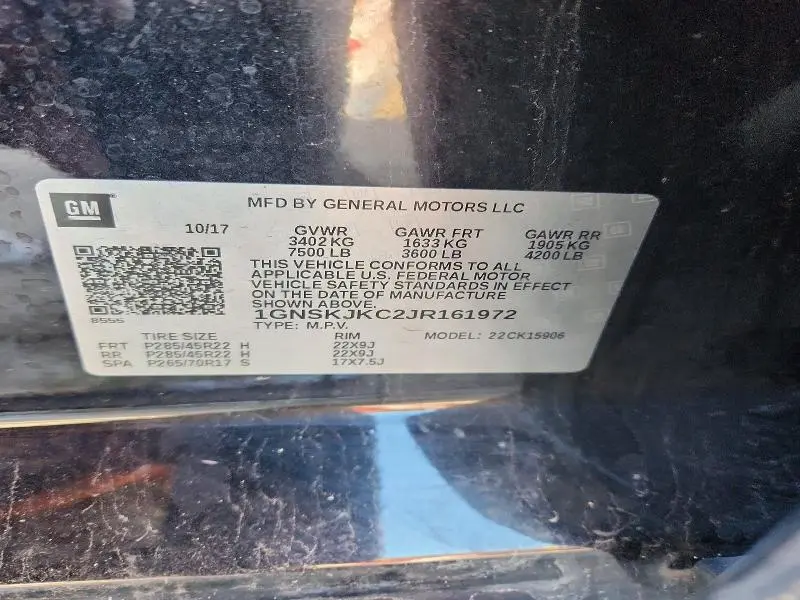 GM
MFD BY GENERAL MOTORS LLC
10/17 GVWR GAWR FRT GAWR RR
3402 KG 1633 KG 1905 KG
7500 LB 3600 LB 4200 LB
THIS VEHICLE CONFORMS TO ALL
APPLICABLE U.S. FEDERAL MOTOR
VEHICLE SAFETY STANDARDS IN EFFECT
ON THE DATE OF MANUFACTURE
SHOWN ABOVE.
1GNSKJKC2JR161972
8556
TYPE: M.P.V. MODEL: 22CK15906
TIRE SIZE RIM
FRT P285/45R22 H 22X9J
RR P285/45R22 H 22X9J
SPA P265/70R17 S 17X7.5J